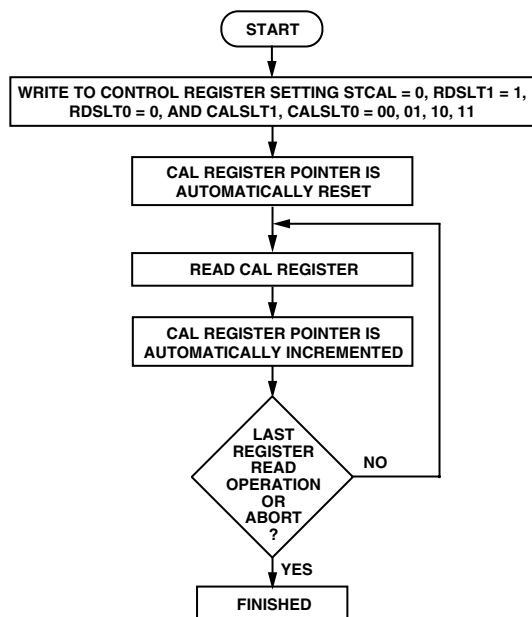 START
WRITE TO CONTROL REGISTER SETTING STCAL = 0, RDSLT1 = 1,
RDSLT0 = 0, AND CALSLT1, CALSLT0 = 00, 01, 10, 11
CAL REGISTER POINTER IS
AUTOMATICALLY RESET
READ CAL REGISTER
CAL REGISTER POINTER IS
AUTOMATICALLY INCREMENTED
LAST
REGISTER
READ
OPERATION
OR
ABORT
?
NO
YES
FINISHED